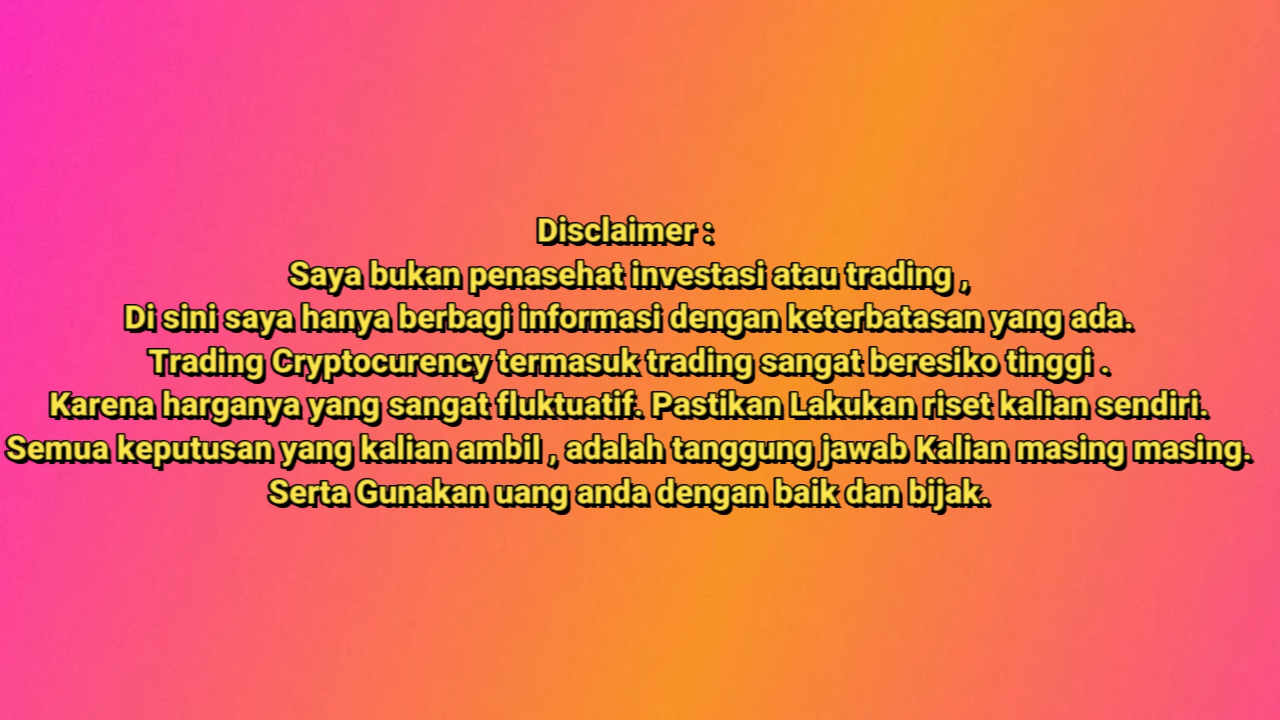 Disclaimer :
Saya bukan penasehat investasi atau trading ,
Di sini saya hanya berbagi informasi dengan keterbatasan yang ada.
Trading Cryptocurency termasuk trading sangat beresiko tinggi .
Karena harganya yang sangat fluktuatif. Pastikan Lakukan riset kalian sendiri.
Semua keputusan yang kalian ambil , adalah tanggung jawab Kalian masing masing.
Serta Gunakan uang anda dengan baik dan bijak.